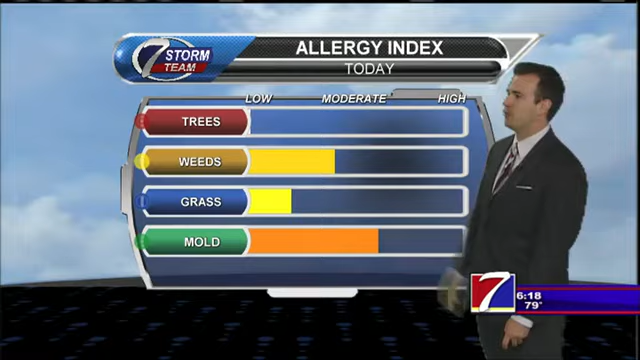 7 STORM
TEAM
ALLERGY INDEX
TODAY
LOW MODERATE HIGH
TREES
WEEDS
GRASS
MOLD
7
6:18
79°